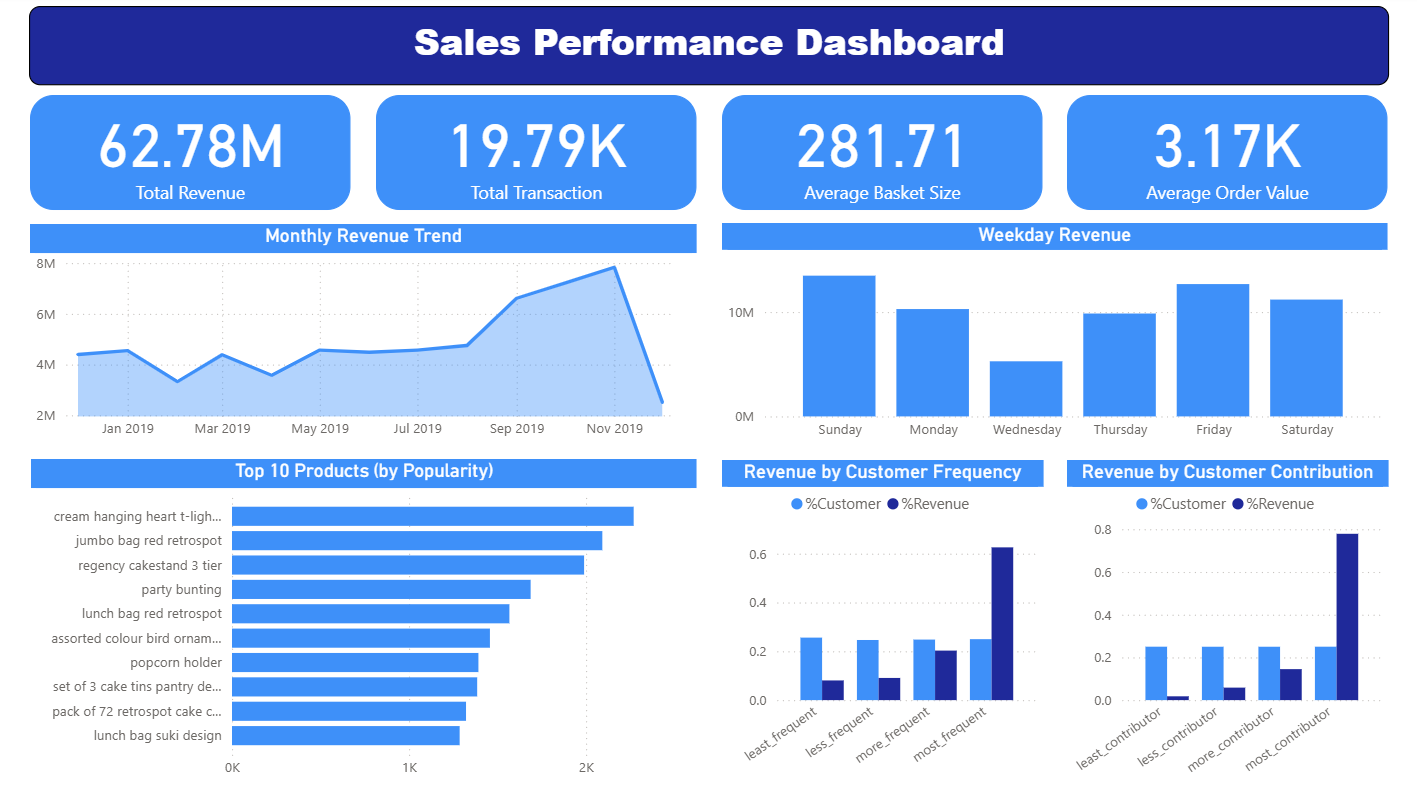 Sales Performance Dashboard
62.78M
Total Revenue
19.79K
Total Transaction
281.71
Average Basket Size
3.17K
Average Order Value
Monthly Revenue Trend
8M
6M
4M
2M
Jan 2019 Mar 2019 May 2019 Jul 2019 Sep 2019 Nov 2019
Weekday Revenue
10M
0M
Sunday Monday Wednesday Thursday Friday Saturday
Top 10 Products (by Popularity)
cream hanging heart t-ligh...
jumbo bag red retrospot
regency cakestand 3 tier
party bunting
lunch bag red retrospot
assorted colour bird ornam...
popcorn holder
set of 3 cake tins pantry de...
pack of 72 retrospot cake c...
lunch bag suki design
0K 1K 2K
Revenue by Customer Frequency
%Customer %Revenue
0.6
0.4
0.2
0.0
least_frequent less_frequent more_frequent most_frequent
Revenue by Customer Contribution
%Customer %Revenue
0.8
0.6
0.4
0.2
0.0
least_contributor less_contributor more_contributor most_contributor